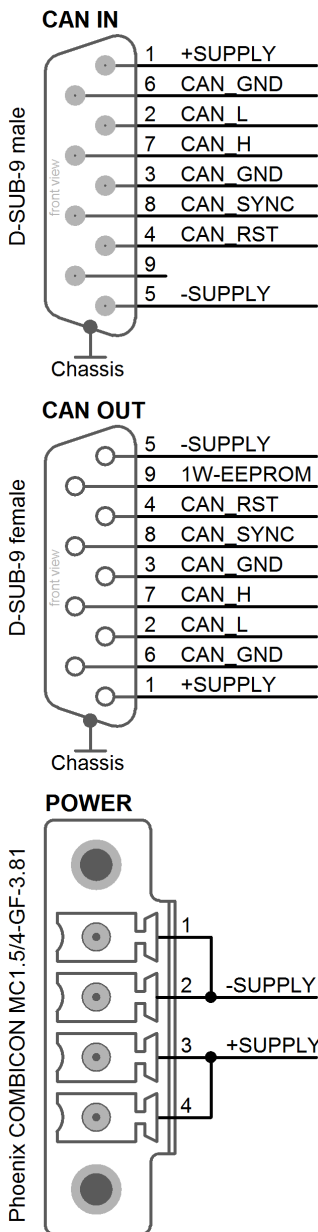 CAN IN
D-SUB-9 male
front view
1 +SUPPLY
6 CAN_GND
2 CAN_L
7 CAN_H
3 CAN_GND
8 CAN_SYNC
4 CAN_RST
9
5 -SUPPLY
Chassis
CAN OUT
D-SUB-9 female
front view
5 -SUPPLY
9 1W-EEPROM
4 CAN_RST
8 CAN_SYNC
3 CAN_GND
7 CAN_H
2 CAN_L
6 CAN_GND
1 +SUPPLY
Chassis
POWER
Phoenix COMBICON MC1.5/4-GF-3.81
1
2 -SUPPLY
3 +SUPPLY
4